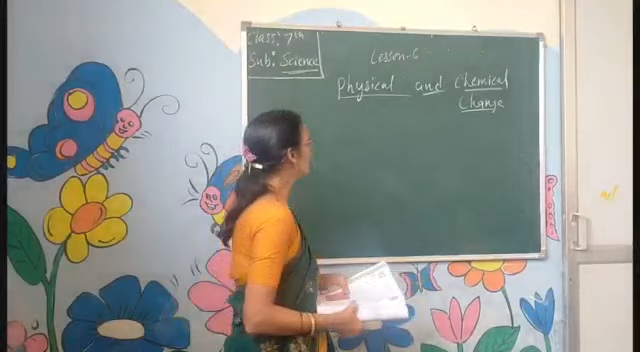 Class: 7th
Sub: Science
Lesson-6
Physical and Chemical
Change